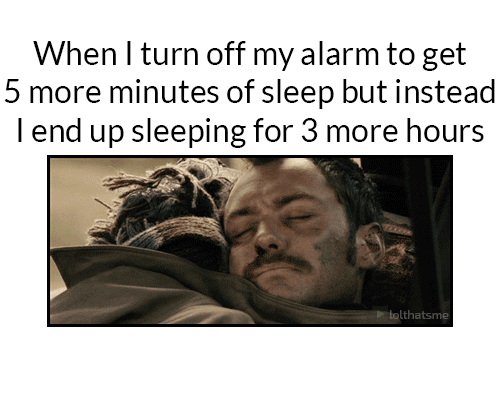 When I turn off my alarm to get
5 more minutes of sleep but instead
I end up sleeping for 3 more hours
lolthatsme